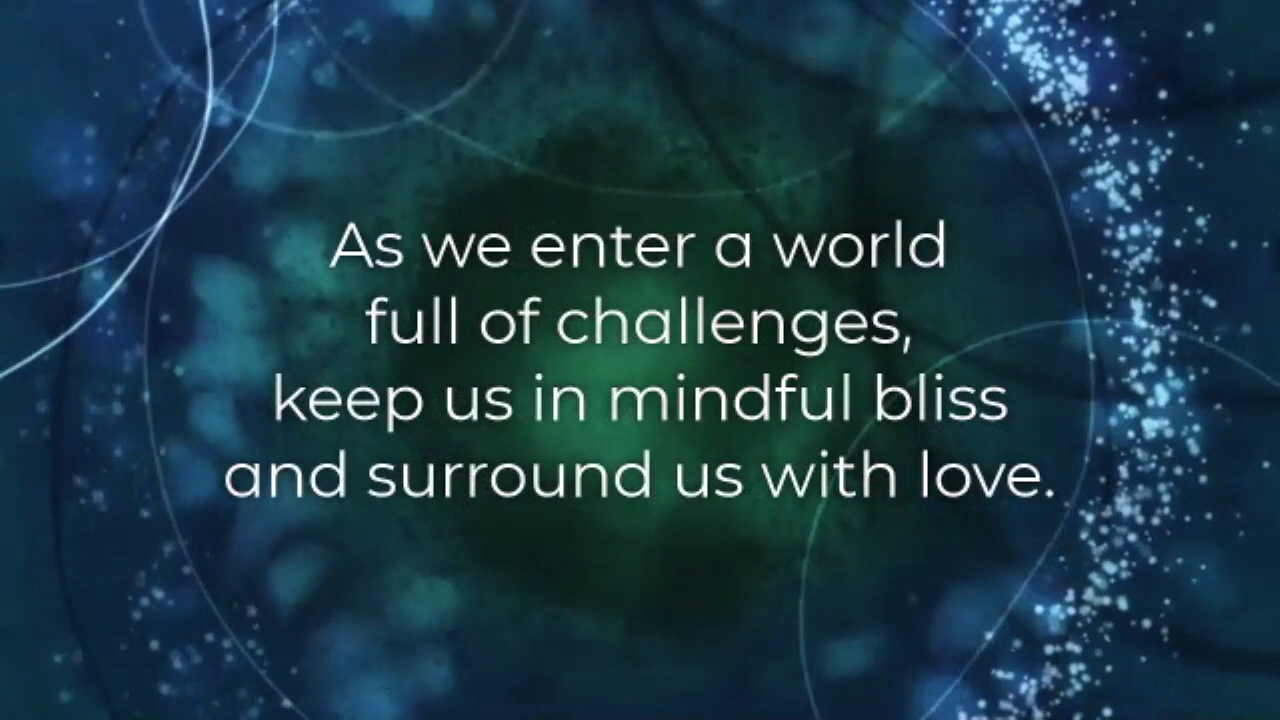 As we enter a world
full of challenges,
keep us in mindful bliss
and surround us with love.